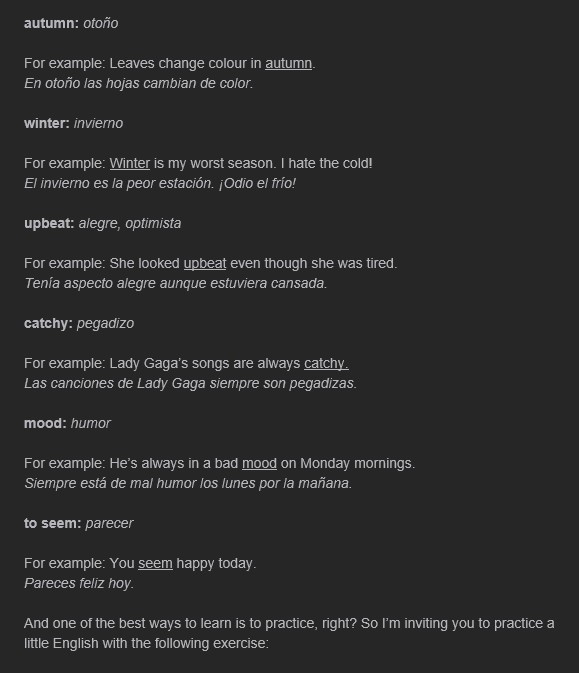 autumn: otoño
For example: Leaves change colour in autumn.
En otoño las hojas cambian de color.
winter: invierno
For example: Winter is my worst season. I hate the cold!
El invierno es la peor estación. ¡Odio el frío!
upbeat: alegre, optimista
For example: She looked upbeat even though she was tired.
Tenía aspecto alegre aunque estuviera cansada.
catchy: pegadizo
For example: Lady Gaga's songs are always catchy.
Las canciones de Lady Gaga siempre son pegadizas.
mood: humor
For example: He's always in a bad mood on Monday mornings.
Siempre está de mal humor los lunes por la mañana.
to seem: parecer
For example: You seem happy today.
Pareces feliz hoy.
And one of the best ways to learn is to practice, right? So I'm inviting you to practice a
little English with the following exercise: